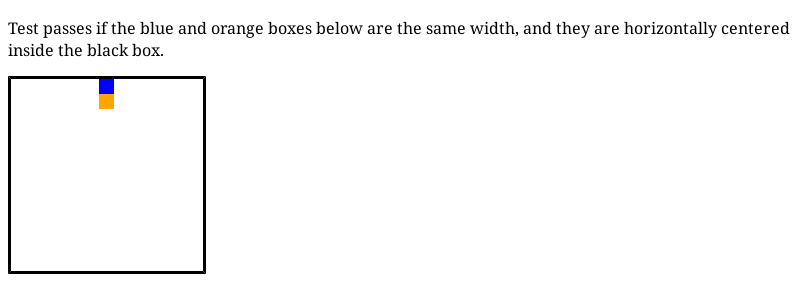 Test passes if the blue and orange boxes below are the same width, and they are horizontally centered
inside the black box.